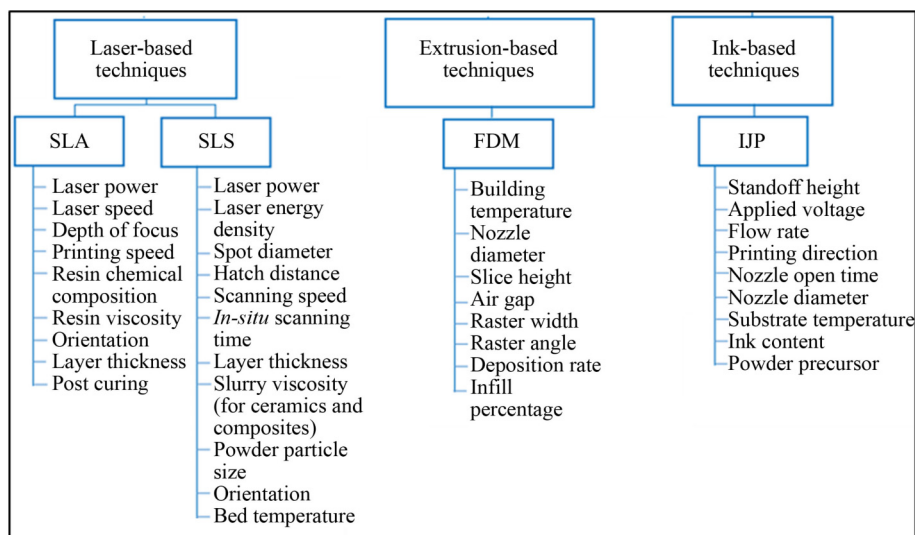 Laser-based
techniques
SLA
Laser power
Laser speed
Depth of focus
Printing speed
Resin chemical
composition
Resin viscosity
Orientation
Layer thickness
Post curing
SLS
Laser power
Laser energy
density
Spot diameter
Hatch distance
Scanning speed
In-situ scanning
time
Layer thickness
Slurry viscosity
(for ceramics and
composites)
Powder particle
size
Orientation
Bed temperature
Extrusion-based
techniques
FDM
Building
temperature
Nozzle
diameter
Slice height
Air gap
Raster width
Raster angle
Deposition rate
Infill
percentage
Ink-based
techniques
IJP
Standoff height
Applied voltage
Flow rate
Printing direction
Nozzle open time
Nozzle diameter
Substrate temperature
Ink content
Powder precursor